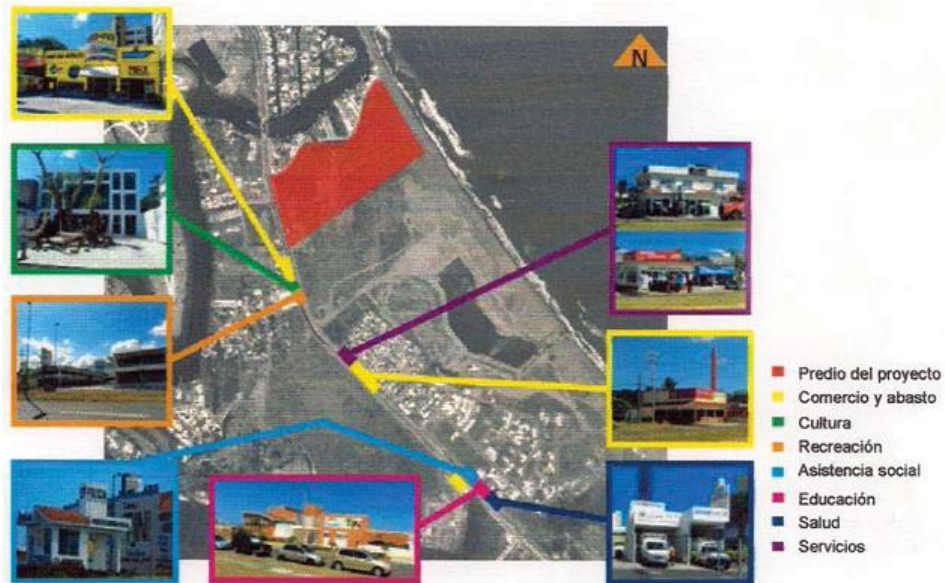 N
Predio del proyecto
Comercio y abasto
Cultura
Recreación
Asistencia social
Educación
Salud
Servicios